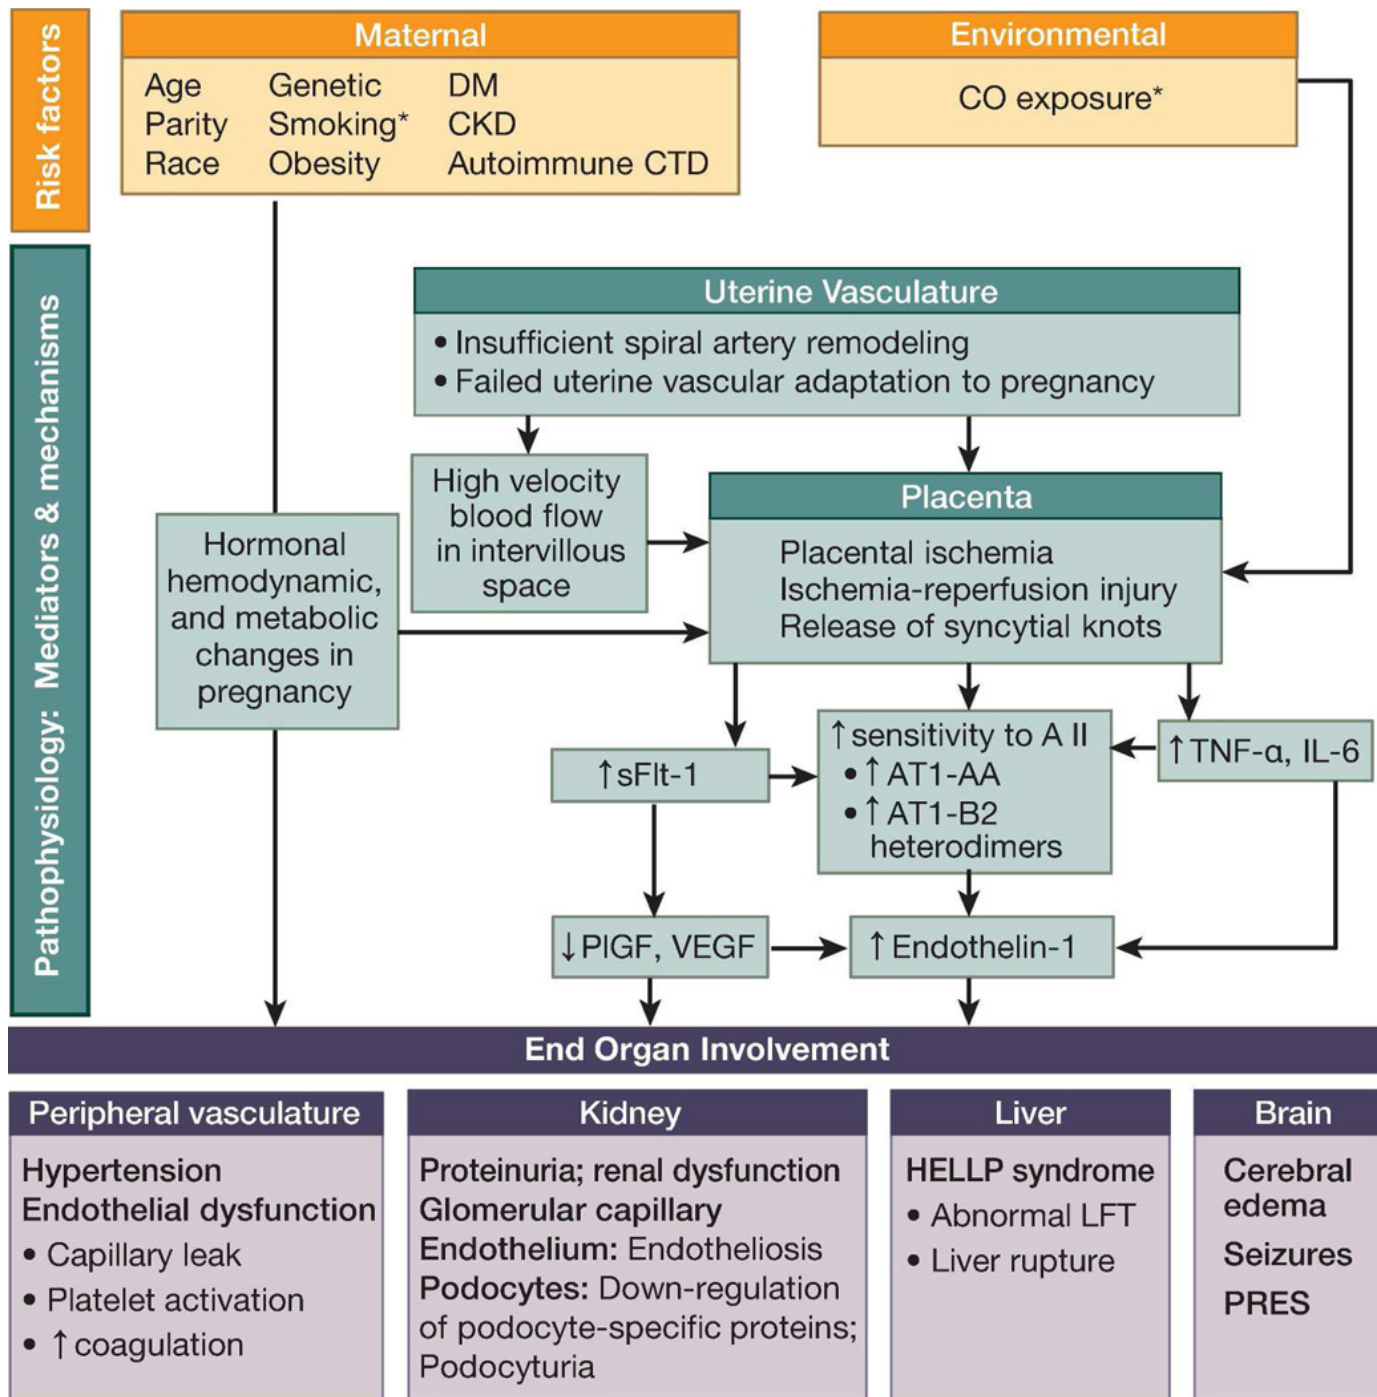 Risk factors
Maternal
Age Genetic DM
Parity Smoking* CKD
Race Obesity Autoimmune CTD
Environmental
CO exposure*
Pathophysiology: Mediators & mechanisms
Uterine Vasculature
• Insufficient spiral artery remodeling
• Failed uterine vascular adaptation to pregnancy
High velocity
blood flow
in intervillous
space
Placenta
Placental ischemia
Ischemia-reperfusion injury
Release of syncytial knots
Hormonal
hemodynamic,
and metabolic
changes in
pregnancy
↑sFlt-1
↑sensitivity to A II
• ↑AT1-AA
• ↑AT1-B2
heterodimers
↑TNF-α, IL-6
↓PlGF, VEGF
↑Endothelin-1
End Organ Involvement
Peripheral vasculature
Hypertension
Endothelial dysfunction
• Capillary leak
• Platelet activation
• ↑coagulation
Kidney
Proteinuria; renal dysfunction
Glomerular capillary
Endothelium: Endotheliosis
Podocytes: Down-regulation
of podocyte-specific proteins;
Podocyturia
Liver
HELLP syndrome
• Abnormal LFT
• Liver rupture
Brain
Cerebral
edema
Seizures
PRES